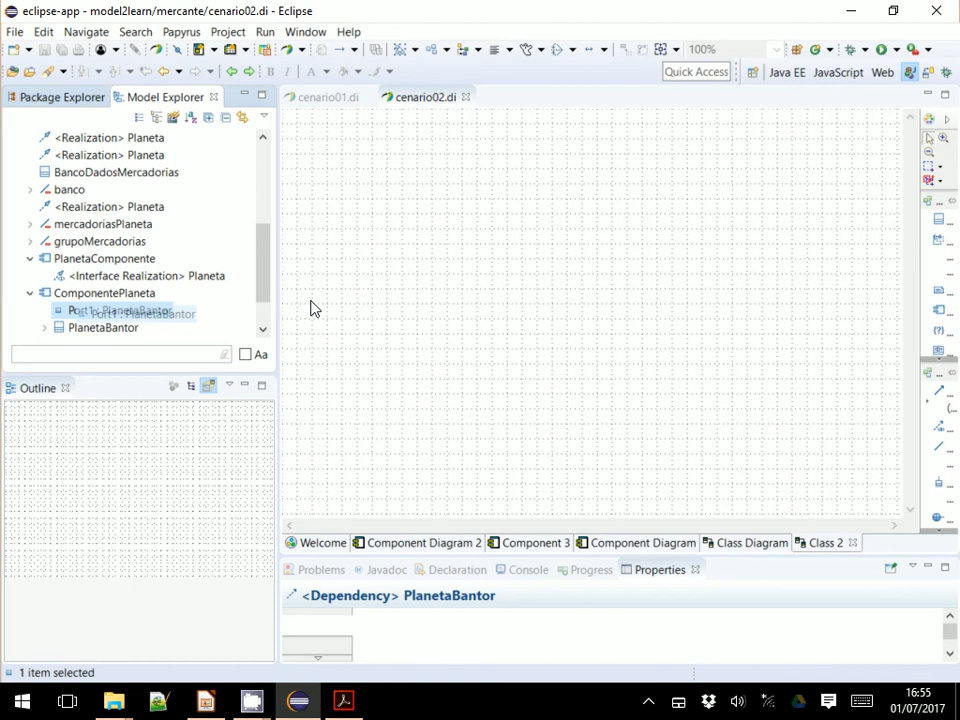 eclipse-app - model2learn/mercante/cenario02.di - Eclipse
File Edit Navigate Search Papyrus Project Run Window Help
100%
Quick Access Java EE JavaScript Web
Package Explorer Model Explorer
cenario01.di cenario02.di
<Realization> Planeta
<Realization> Planeta
BancoDadosMercadorias
banco
<Realization> Planeta
mercadoriasPlaneta
grupoMercadorias
PlanetaComponente
<Interface Realization> Planeta
ComponentePlaneta
Port1 : PlanetaBantor
Port1 : PlanetaBantor
PlanetaBantor
Aa
Outline
Welcome Component Diagram 2 Component 3 Component Diagram Class Diagram Class 2
Problems Javadoc Declaration Console Progress Properties
<Dependency> PlanetaBantor
1 item selected
16:55
01/07/2017